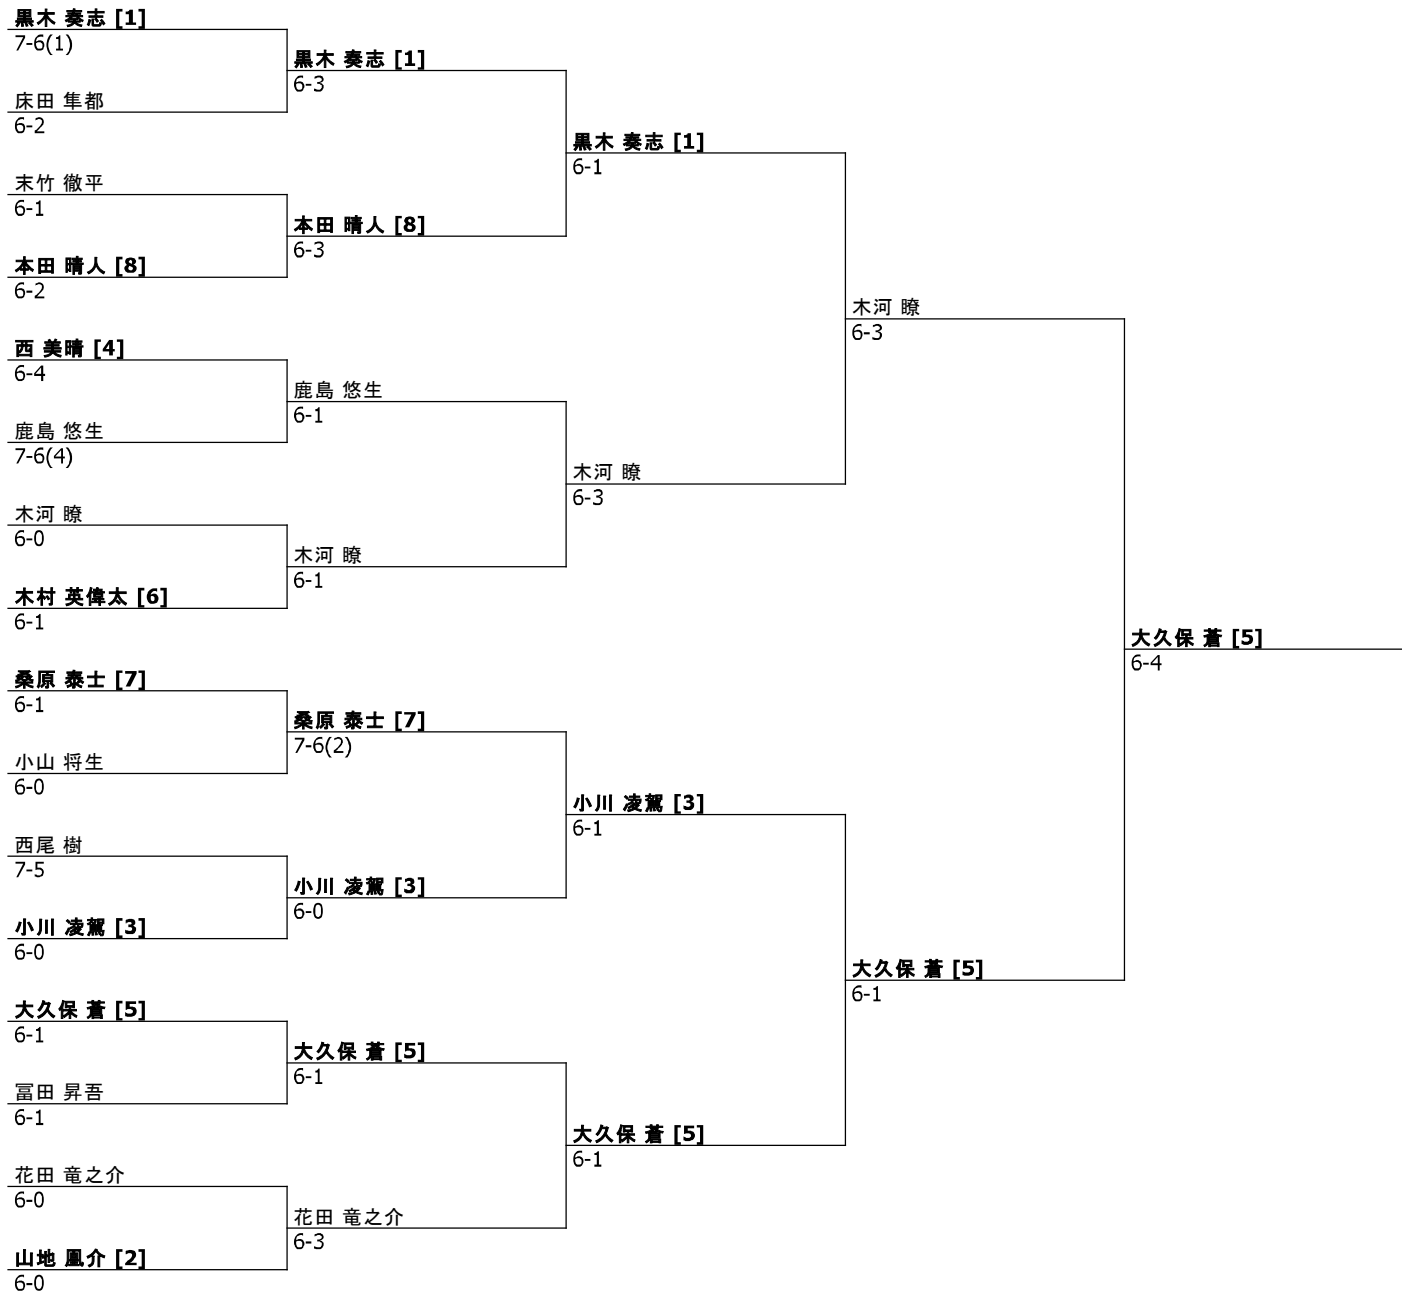 黒木 奏志 [1]
7-6(1)
床田 隼都
6-2
末竹 徹平
6-1
本田 晴人 [8]
6-2
西 美晴 [4]
6-4
鹿島 悠生
7-6(4)
木河 瞭
6-0
木村 英偉太 [6]
6-1
桑原 泰士 [7]
6-1
小山 将生
6-0
西尾 樹
7-5
小川 凌駕 [3]
6-0
大久保 蒼 [5]
6-1
冨田 昇吾
6-1
花田 竜之介
6-0
山地 凰介 [2]
6-0
黒木 奏志 [1]
6-3
本田 晴人 [8]
6-3
鹿島 悠生
6-1
木河 瞭
6-1
桑原 泰士 [7]
7-6(2)
小川 凌駕 [3]
6-0
大久保 蒼 [5]
6-1
花田 竜之介
6-3
黒木 奏志 [1]
6-1
木河 瞭
6-3
小川 凌駕 [3]
6-1
大久保 蒼 [5]
6-1
木河 瞭
6-3
大久保 蒼 [5]
6-1
大久保 蒼 [5]
6-4